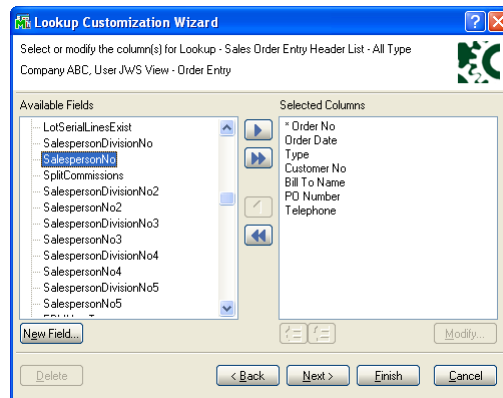 Lookup Customization Wizard
Select or modify the column(s) for Lookup - Sales Order Entry Header List - All Type
Company ABC, User JWS View - Order Entry
Available Fields
LotSerialLinesExist
SalespersonDivisionNo
SalespersonNo
SplitCommissions
SalespersonDivisionNo2
SalespersonNo2
SalespersonDivisionNo3
SalespersonNo3
SalespersonDivisionNo4
SalespersonNo4
SalespersonDivisionNo5
SalespersonNo5
Selected Columns
* Order No
Order Date
Type
Customer No
Bill To Name
PO Number
Telephone
New Field...
Modify...
Delete
< Back
Next >
Finish
Cancel